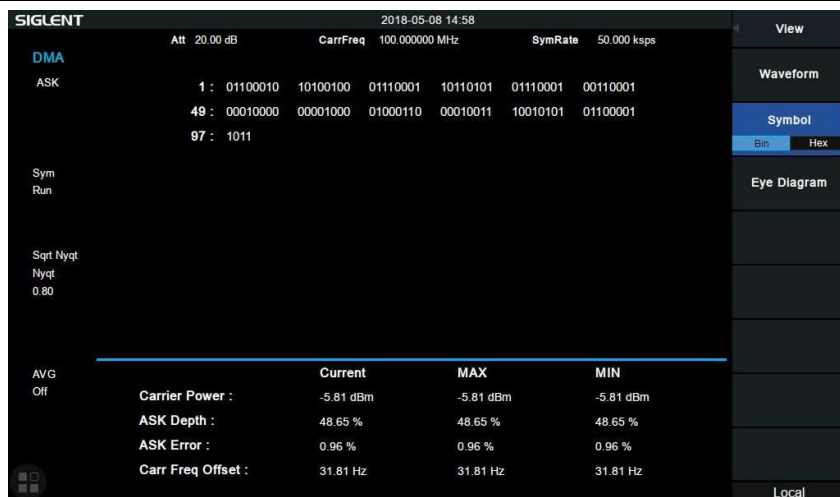 SIGLENT 2018-05-08 14:58
Att 20.00 dB CarrFreq 100.000000 MHz SymRate 50.000 ksps
DMA
ASK
1 : 01100010 10100100 01110001 10110101 01110001 00110001
49 : 00010000 00001000 01000110 00010011 10010101 01100001
97 : 1011
Sym
Run
Sqrt Nyqt
Nyqt
0.80
AVG
Off
Current MAX MIN
Carrier Power : -5.81 dBm -5.81 dBm -5.81 dBm
ASK Depth : 48.65 % 48.65 % 48.65 %
ASK Error : 0.96 % 0.96 % 0.96 %
Carr Freq Offset : 31.81 Hz 31.81 Hz 31.81 Hz
View
Waveform
Symbol
Bin Hex
Eye Diagram
Local